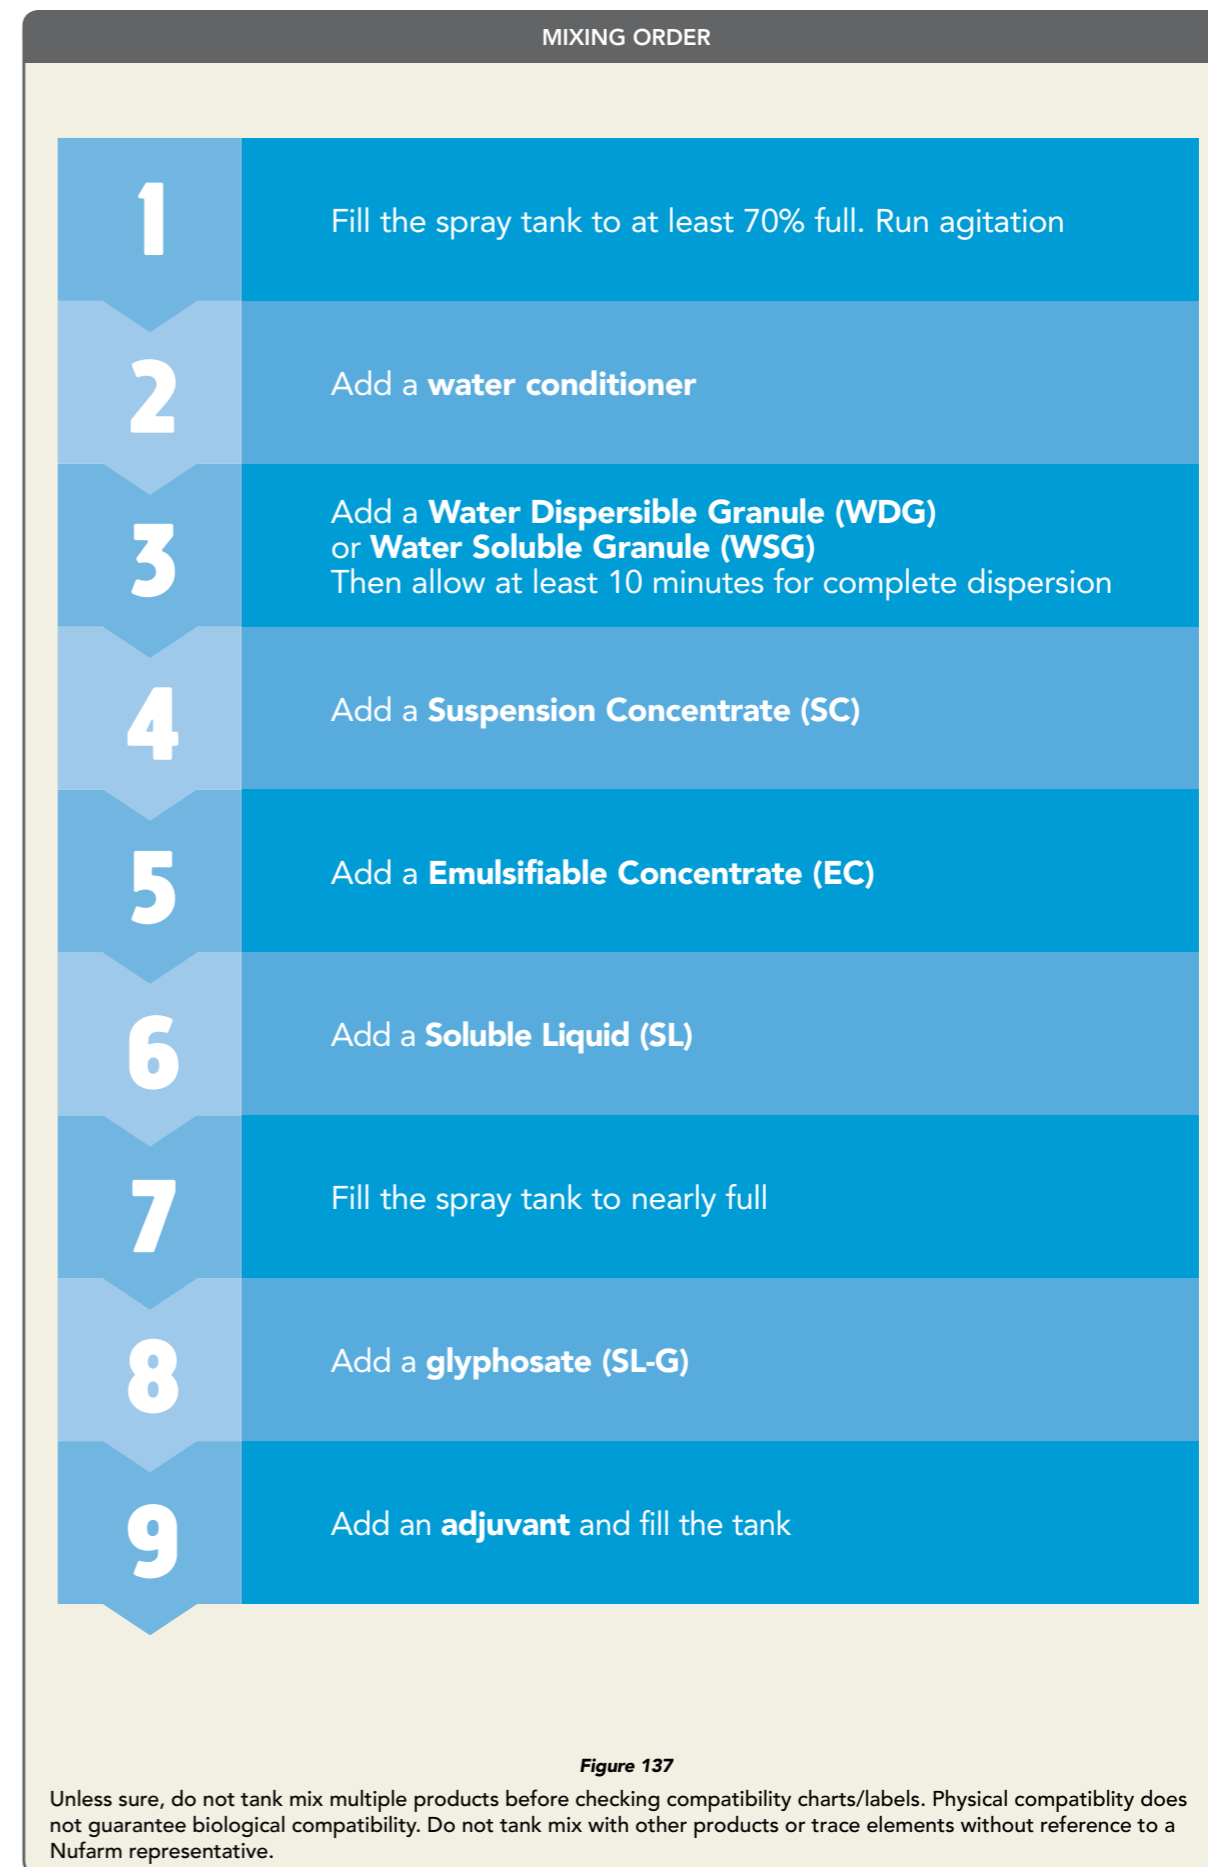 MIXING ORDER
1
Fill the spray tank to at least 70% full. Run agitation
2
Add a water conditioner
3
Add a Water Dispersible Granule (WDG)
or Water Soluble Granule (WSG)
Then allow at least 10 minutes for complete dispersion
4
Add a Suspension Concentrate (SC)
5
Add a Emulsifiable Concentrate (EC)
6
Add a Soluble Liquid (SL)
7
Fill the spray tank to nearly full
8
Add a glyphosate (SL-G)
9
Add an adjuvant and fill the tank
Figure 137
Unless sure, do not tank mix multiple products before checking compatibility charts/labels. Physical compatiblity does
not guarantee biological compatibility. Do not tank mix with other products or trace elements without reference to a
Nufarm representative.